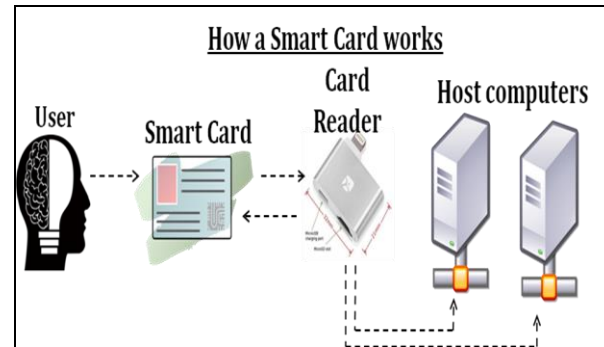 How a Smart Card works
User
Smart Card
Card
Reader
Host computers